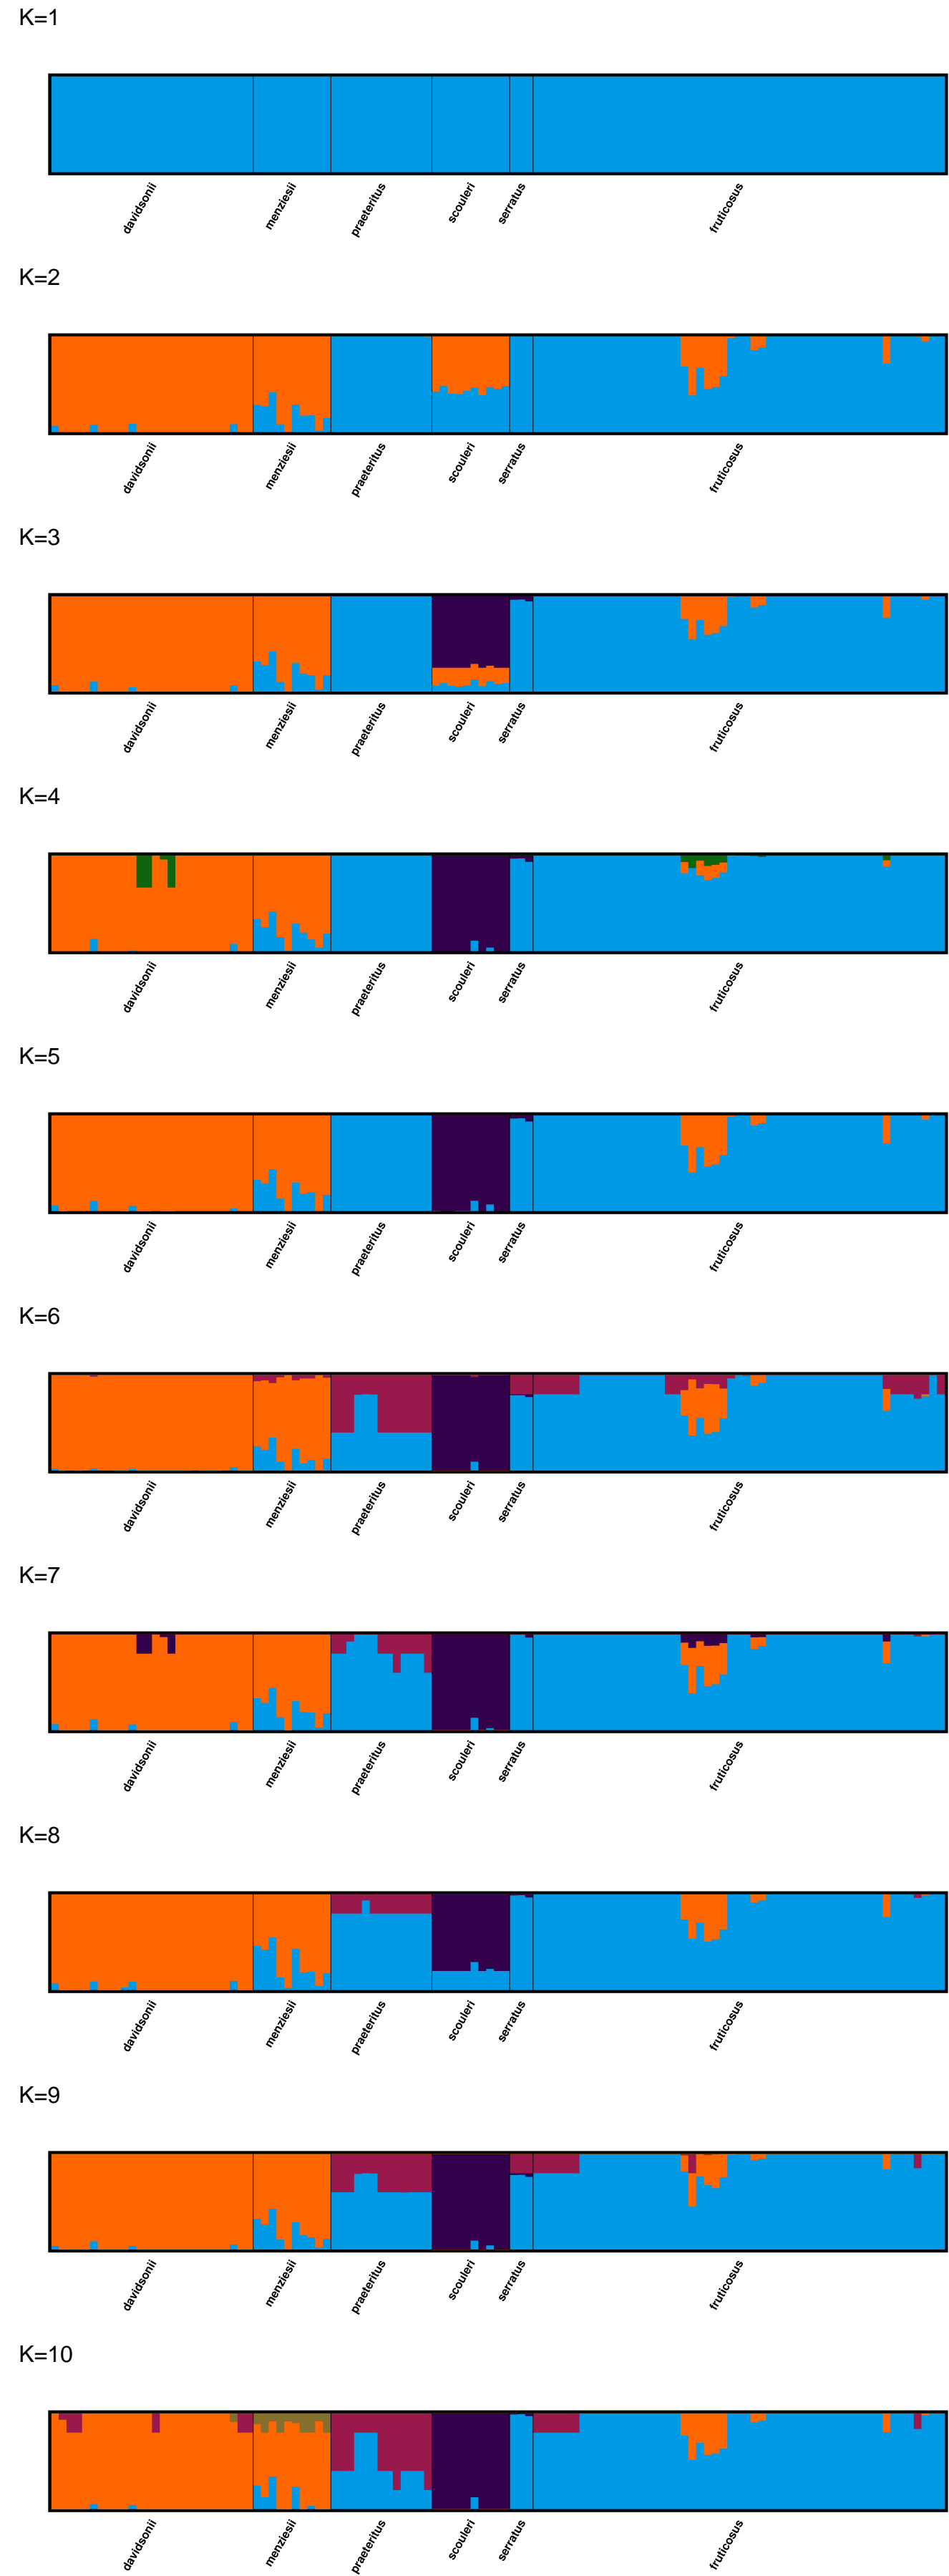 K=1
davidsonii menziesii praeteritus scouleri serratus fruticosus
K=2
davidsonii menziesii praeteritus scouleri serratus fruticosus
K=3
davidsonii menziesii praeteritus scouleri serratus fruticosus
K=4
davidsonii menziesii praeteritus scouleri serratus fruticosus
K=5
davidsonii menziesii praeteritus scouleri serratus fruticosus
K=6
davidsonii menziesii praeteritus scouleri serratus fruticosus
K=7
davidsonii menziesii praeteritus scouleri serratus fruticosus
K=8
davidsonii menziesii praeteritus scouleri serratus fruticosus
K=9
davidsonii menziesii praeteritus scouleri serratus fruticosus
K=10
davidsonii menziesii praeteritus scouleri serratus fruticosus